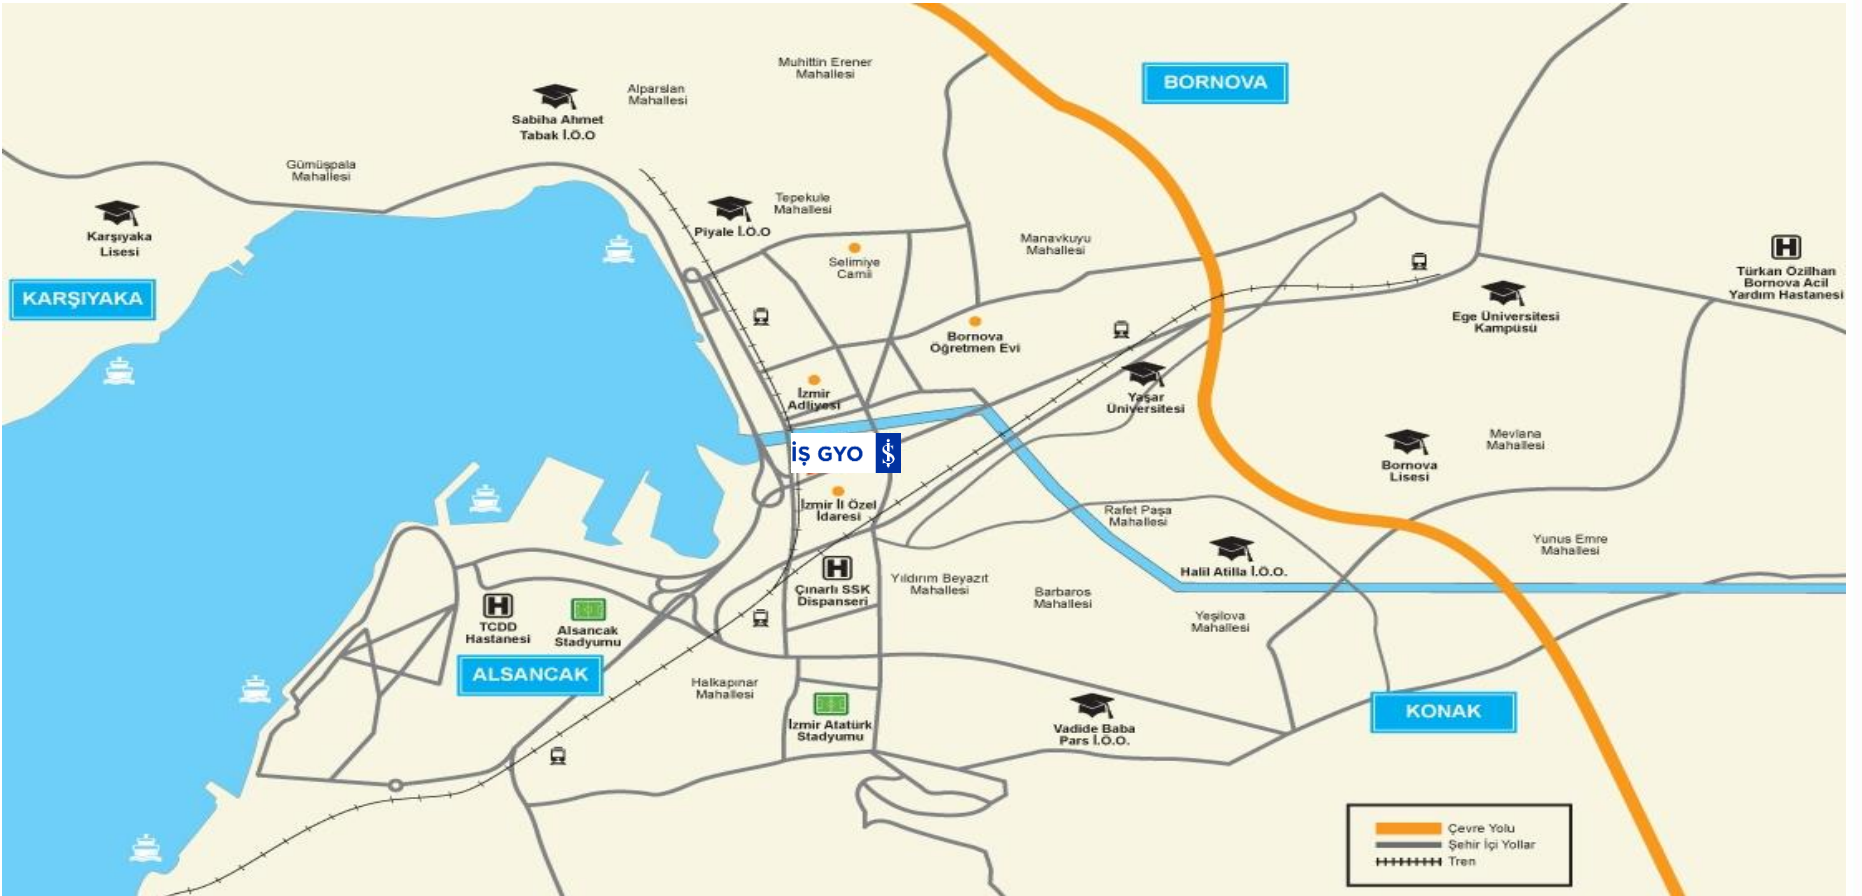 Muhittin Erener
Mahallesi
BORNOVA
Alparslan
Mahallesi
Sabiha Ahmet
Tabak İ.Ö.O
Gümüşpala
Mahallesi
Karşıyaka
Lisesi
Piyale İ.Ö.O
Tepekule
Mahallesi
Manavkuyu
Mahallesi
Selimiye
Camii
H
Türkan Özilhan
Bornova Acil
Yardım Hastanesi
KARŞIYAKA
Ege Üniversitesi
Kampüsü
Bornova
Öğretmen Evi
İzmir
Adliyesi
Yaşar
Üniversitesi
İŞ GYO
Mevlana
Mahallesi
Bornova
Lisesi
İzmir İl Özel
İdaresi
Rafet Paşa
Mahallesi
Yunus Emre
Mahallesi
H
Çınarlı SSK
Dispanseri
Yıldırım Beyazıt
Mahallesi
Barbaros
Mahallesi
Halil Atilla İ.Ö.O.
Yeşilova
Mahallesi
H
TCDD
Hastanesi
Alsancak
Stadyumu
ALSANCAK
Halkapınar
Mahallesi
İzmir Atatürk
Stadyumu
Vadide Baba
Pars İ.Ö.O.
KONAK
Çevre Yolu
Şehir İçi Yollar
Tren